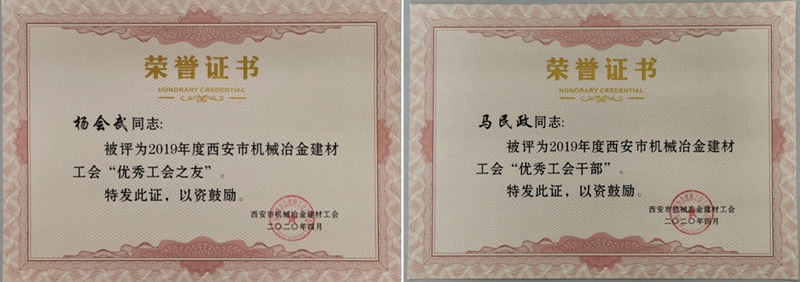 荣誉证书
HONORARY CREDENTIAL
杨会武同志:
被评为2019年度西安市机械冶金建材
工会“优秀工会之友”。
特发此证，以资鼓励。
西安市机械冶金建材工会
二〇二〇年四月
荣誉证书
HONORARY CREDENTIAL
马民政同志:
被评为2019年度西安市机械冶金建材
工会“优秀工会干部”。
特发此证，以资鼓励。
西安市机械冶金建材工会
二〇二〇年四月